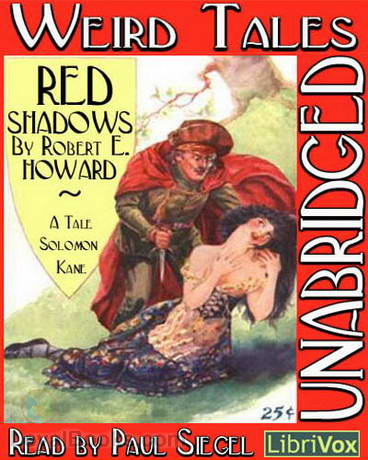 WEIRD TALES
RED
SHADOWS
BY ROBERT E.
HOWARD
~
A TALE
SOLOMON
KANE
UNABRIDGED
25¢
READ BY PAUL SIEGEL
LibriVox